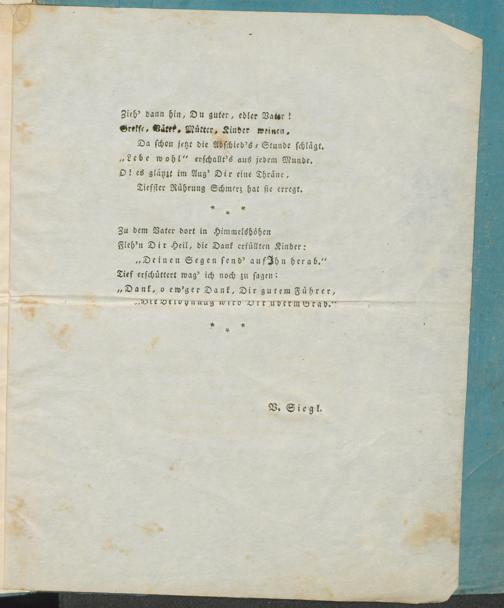 Zieh' dann hin, Du guter, edler Vater!
Greise, Väter, Mütter, Kinder weinen,
Da schon jetzt die Abschied's-Stunde schlägt.
„Lebe wohl" erschallt's aus jedem Munde.
O! es glänzt im Aug' Dir eine Thräne,
Tiefster Rührung Schmerz hat sie erregt.
* * *
Zu dem Vater dort in Himmelshöhen
Fleh'n Dir Heil, die Dank erfüllten Kinder:
„Deinen Segen send' auf Ihn herab."
Tief erschüttert wag' ich noch zu sagen:
„Dank, o ew'ger Dank, Dir gutem Führer,
„Die Belohnung wird Dir überm Grab."
* * *
V. Siegl.